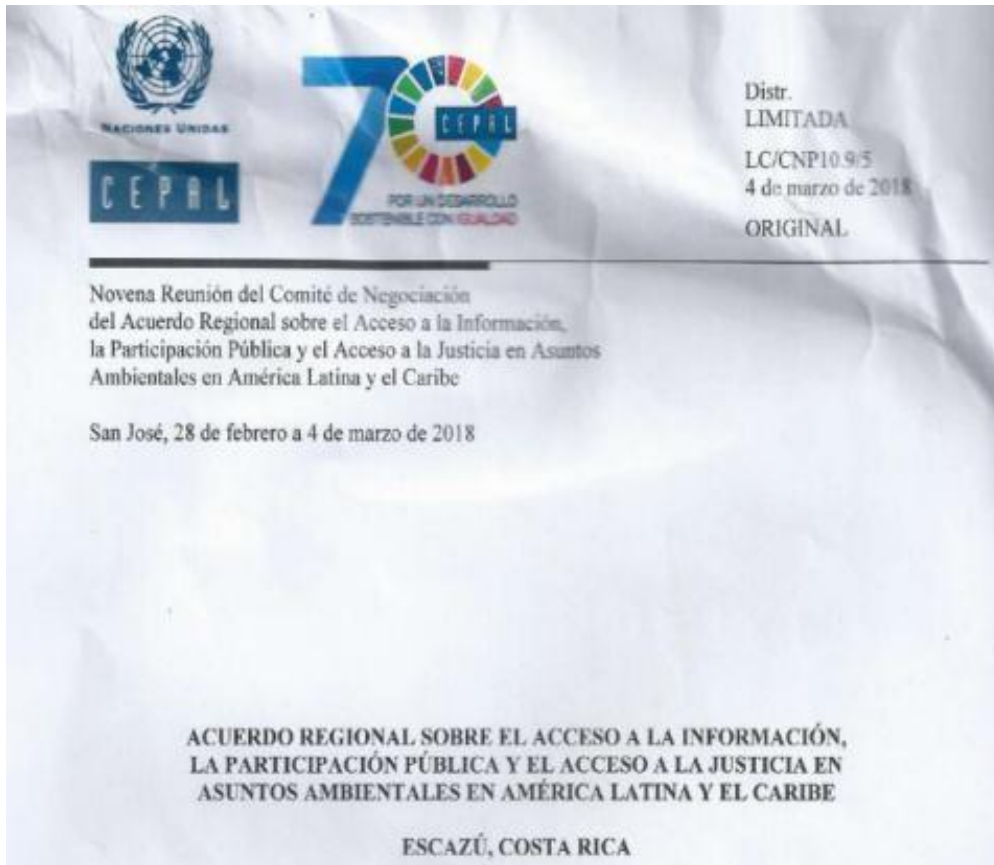 NACIONES UNIDAS
CEPAL
70
CEPAL
POR UN DESARROLLO
SOSTENIBLE CON IGUALDAD
Distr.
LIMITADA
LC/CNP10.9/5
4 de marzo de 2018
ORIGINAL
Novena Reunión del Comité de Negociación
del Acuerdo Regional sobre el Acceso a la Información,
la Participación Pública y el Acceso a la Justicia en Asuntos
Ambientales en América Latina y el Caribe
San José, 28 de febrero a 4 de marzo de 2018
ACUERDO REGIONAL SOBRE EL ACCESO A LA INFORMACIÓN,
LA PARTICIPACIÓN PÚBLICA Y EL ACCESO A LA JUSTICIA EN
ASUNTOS AMBIENTALES EN AMÉRICA LATINA Y EL CARIBE
ESCAZÚ, COSTA RICA